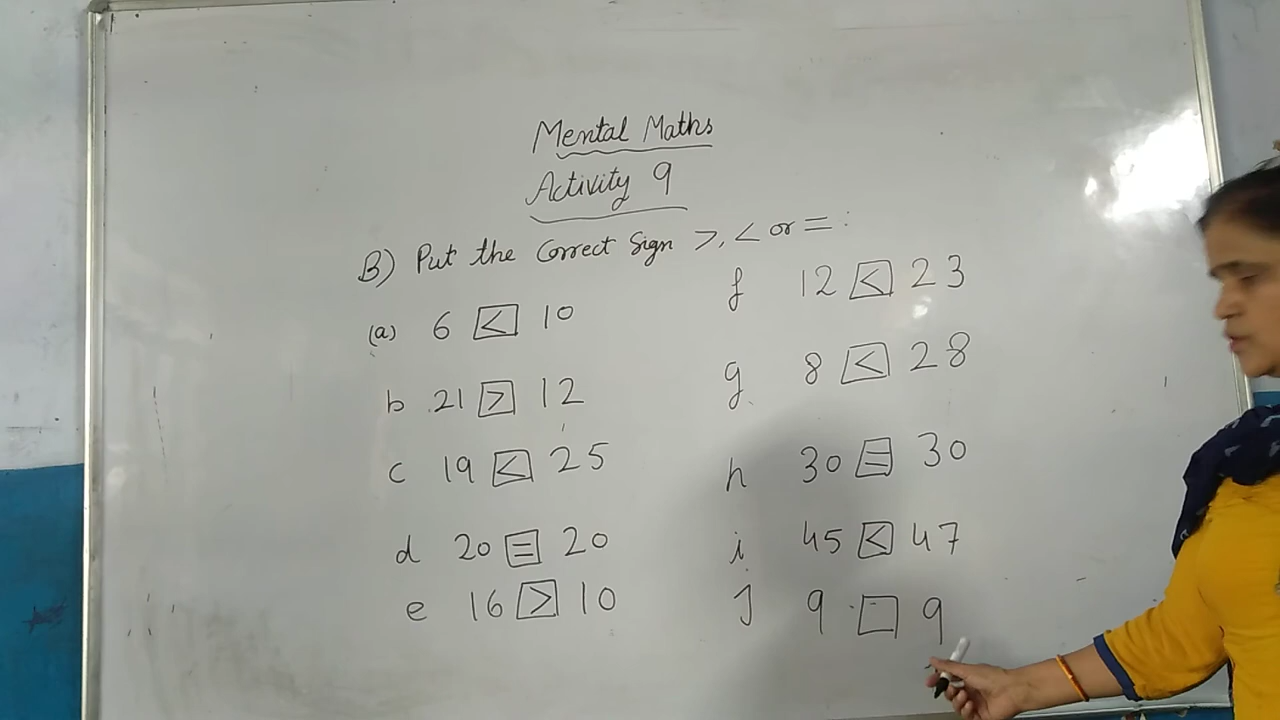 Mental Maths
Activity 9
B) Put the Correct Sign >, < or = :
(a) 6 < 10
b 21 > 12
c 19 < 25
d 20 = 20
e 16 > 10
f 12 < 23
g 8 < 28
h 30 = 30
i 45 < 47
J 9 □ 9